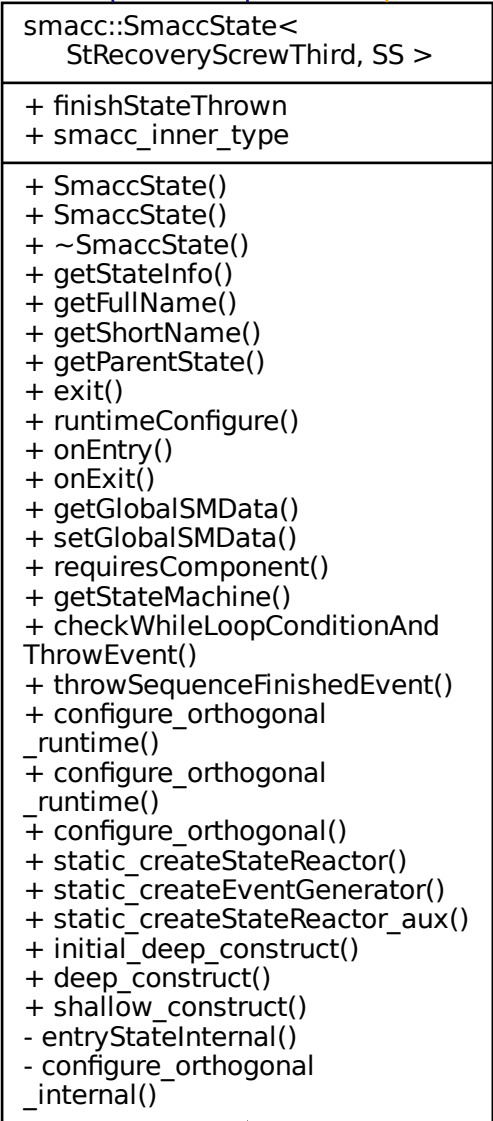 smacc::SmaccState<
StRecoveryScrewThird, SS >
+ finishStateThrown
+ smacc_inner_type
+ SmaccState()
+ SmaccState()
+ ~SmaccState()
+ getStateInfo()
+ getFullName()
+ getShortName()
+ getParentState()
+ exit()
+ runtimeConfigure()
+ onEntry()
+ onExit()
+ getGlobalSMData()
+ setGlobalSMData()
+ requiresComponent()
+ getStateMachine()
+ checkWhileLoopConditionAnd
ThrowEvent()
+ throwSequenceFinishedEvent()
+ configure_orthogonal
_runtime()
+ configure_orthogonal
_runtime()
+ configure_orthogonal()
+ static_createStateReactor()
+ static_createEventGenerator()
+ static_createStateReactor_aux()
+ initial_deep_construct()
+ deep_construct()
+ shallow_construct()
- entryStateInternal()
- configure_orthogonal
_internal()